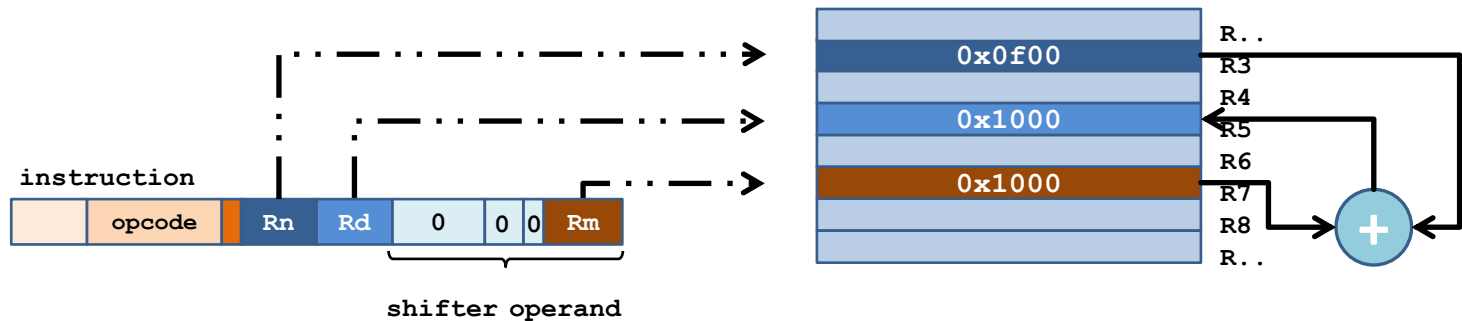 instruction
opcode Rn Rd 0 0 0 Rm
shifter operand
R..
0x0f00
R3
R4
0x1000
R5
R6
0x1000
R7
R8
R..
+